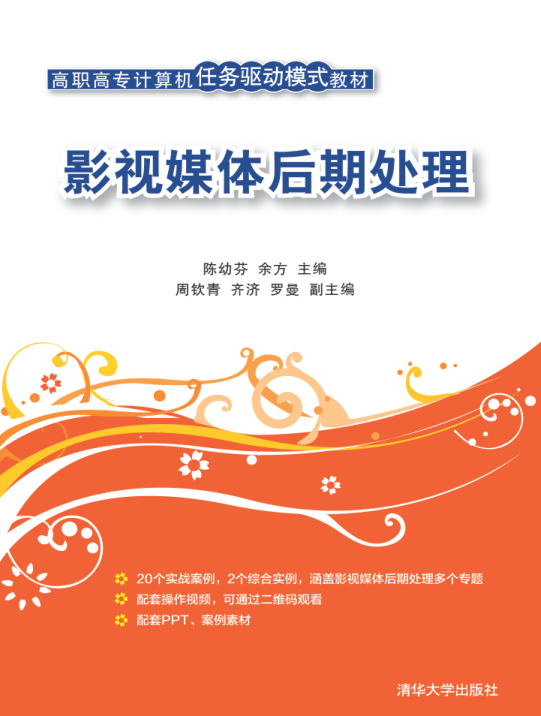 高职高专计算机任务驱动模式教材
影视媒体后期处理
陈幼芬 余方 主编
周钦青 齐济 罗曼 副主编
20个实战案例，2个综合实例，涵盖影视媒体后期处理多个专题
配套操作视频，可通过二维码观看
配套PPT、案例素材
清华大学出版社